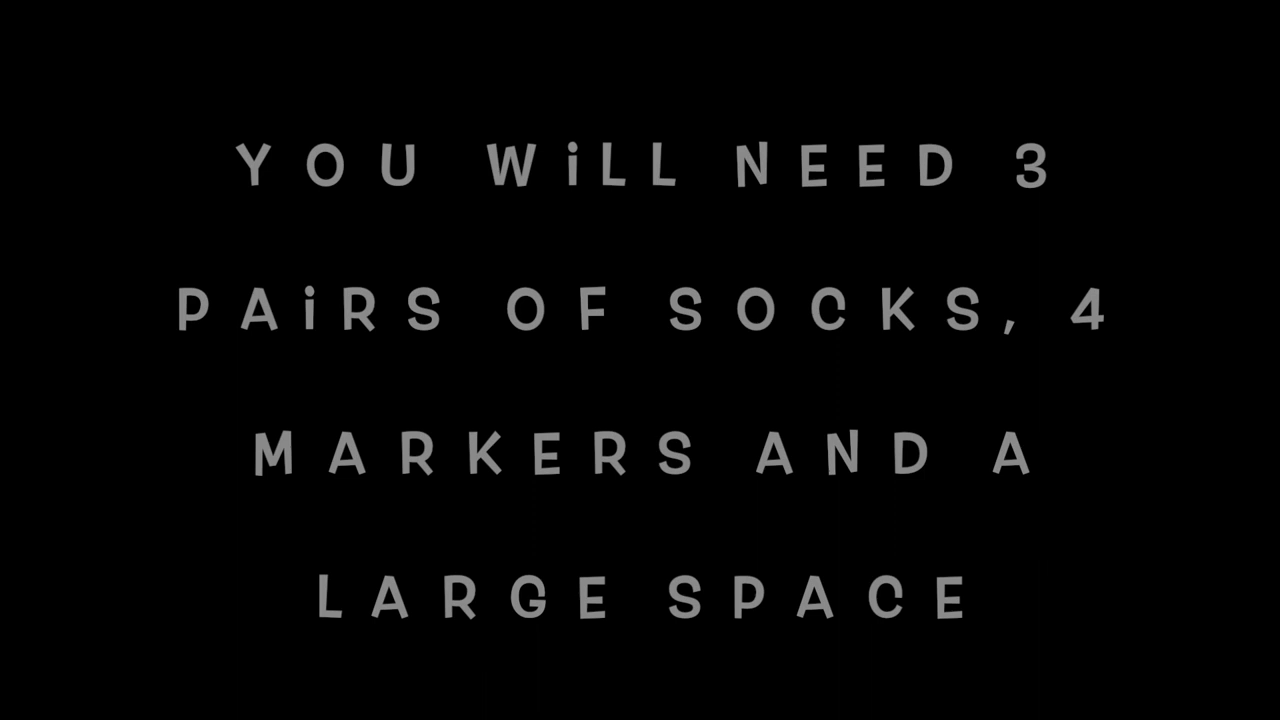 YOU WiLL NEED 3
PAiRS OF SOCKS, 4
MARKERS AND A
LARGE SPACE